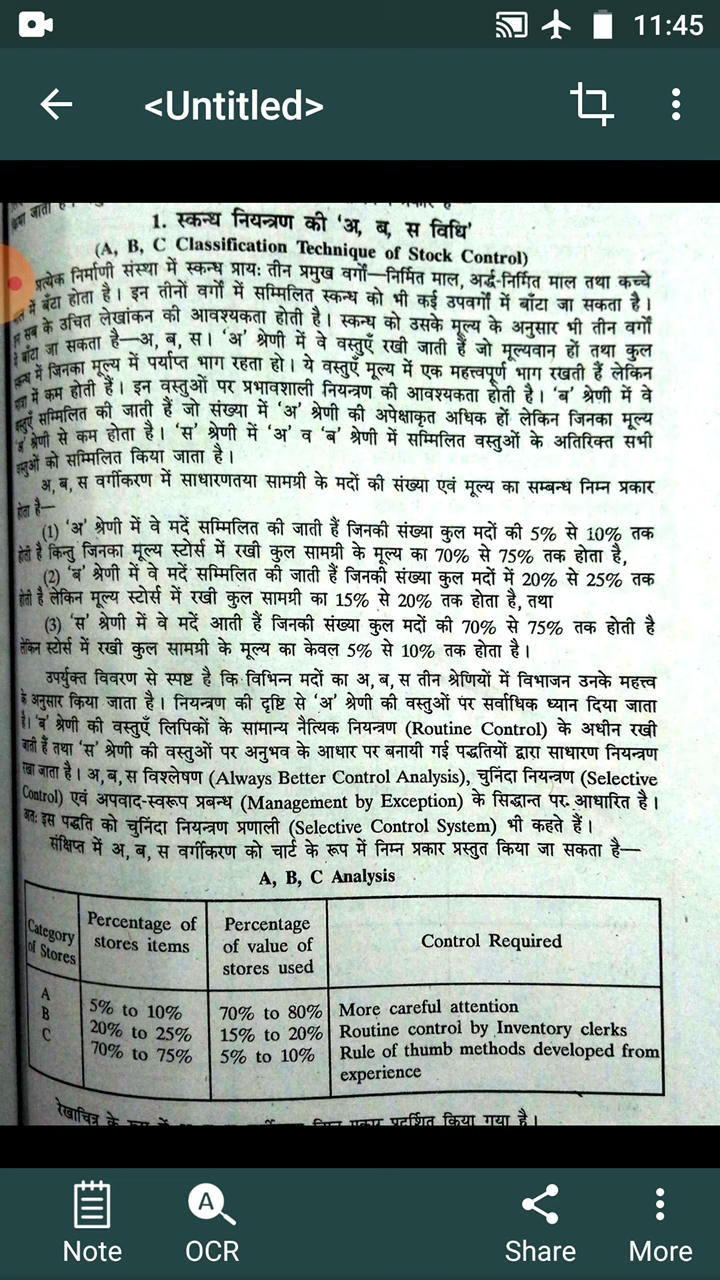 11:45
<Untitled>
1. स्कन्ध नियन्त्रण की ‘अ, ब, स विधि’
(A, B, C Classification Technique of Stock Control)
प्रत्येक निर्माणी संस्था में स्कन्ध प्रायः तीन प्रमुख वर्गों—निर्मित माल, अर्द्ध-निर्मित माल तथा कच्चे
में बँटा होता है। इन तीनों वर्गों में सम्मिलित स्कन्ध को भी कई उपवर्गों में बाँटा जा सकता है।
सब के उचित लेखांकन की आवश्यकता होती है। स्कन्ध को उसके मूल्य के अनुसार भी तीन वर्गों
बाँटा जा सकता है—अ, ब, स। ‘अ’ श्रेणी में वे वस्तुएँ रखी जाती हैं जो मूल्यवान हों तथा कुल
स्कन्ध में जिनका मूल्य में पर्याप्त भाग रहता हो। ये वस्तुएँ मूल्य में एक महत्त्वपूर्ण भाग रखती हैं लेकिन
में कम होती हैं। इन वस्तुओं पर प्रभावशाली नियन्त्रण की आवश्यकता होती है। ‘ब’ श्रेणी में वे
वस्तुएँ सम्मिलित की जाती हैं जो संख्या में ‘अ’ श्रेणी की अपेक्षाकृत अधिक हों लेकिन जिनका मूल्य
‘अ’ श्रेणी से कम होता है। ‘स’ श्रेणी में ‘अ’ व ‘ब’ श्रेणी में सम्मिलित वस्तुओं के अतिरिक्त सभी
वस्तुओं को सम्मिलित किया जाता है।
अ, ब, स वर्गीकरण में साधारणतया सामग्री के मदों की संख्या एवं मूल्य का सम्बन्ध निम्न प्रकार
होता है—
(1) ‘अ’ श्रेणी में वे मदें सम्मिलित की जाती हैं जिनकी संख्या कुल मदों की 5% से 10% तक
होती है किन्तु जिनका मूल्य स्टोर्स में रखी कुल सामग्री के मूल्य का 70% से 75% तक होता है,
(2) ‘ब’ श्रेणी में वे मदें सम्मिलित की जाती हैं जिनकी संख्या कुल मदों में 20% से 25% तक
होती है लेकिन मूल्य स्टोर्स में रखी कुल सामग्री का 15% से 20% तक होता है, तथा
(3) ‘स’ श्रेणी में वे मदें आती हैं जिनकी संख्या कुल मदों की 70% से 75% तक होती है
लेकिन स्टोर्स में रखी कुल सामग्री के मूल्य का केवल 5% से 10% तक होता है।
उपर्युक्त विवरण से स्पष्ट है कि विभिन्न मदों का अ, ब, स तीन श्रेणियों में विभाजन उनके महत्त्व
के अनुसार किया जाता है। नियन्त्रण की दृष्टि से ‘अ’ श्रेणी की वस्तुओं पर सर्वाधिक ध्यान दिया जाता
है। ‘ब’ श्रेणी की वस्तुएँ लिपिकों के सामान्य नैत्यिक नियन्त्रण (Routine Control) के अधीन रखी
जाती हैं तथा ‘स’ श्रेणी की वस्तुओं पर अनुभव के आधार पर बनायी गई पद्धतियों द्वारा साधारण नियन्त्रण
रखा जाता है। अ, ब, स विश्लेषण (Always Better Control Analysis), चुनिंदा नियन्त्रण (Selective
Control) एवं अपवाद-स्वरूप प्रबन्ध (Management by Exception) के सिद्धान्त पर आधारित है।
अतः इस पद्धति को चुनिंदा नियन्त्रण प्रणाली (Selective Control System) भी कहते हैं।
संक्षिप्त में अ, ब, स वर्गीकरण को चार्ट के रूप में निम्न प्रकार प्रस्तुत किया जा सकता है—
A, B, C Analysis
Category of Stores
Percentage of stores items
Percentage of value of stores used
Control Required
A 5% to 10% 70% to 80% More careful attention
B 20% to 25% 15% to 20% Routine control by Inventory clerks
C 70% to 75% 5% to 10% Rule of thumb methods developed from
experience
रेखाचित्र के प्रदर्शित किया गया है।
Note
OCR
Share
More